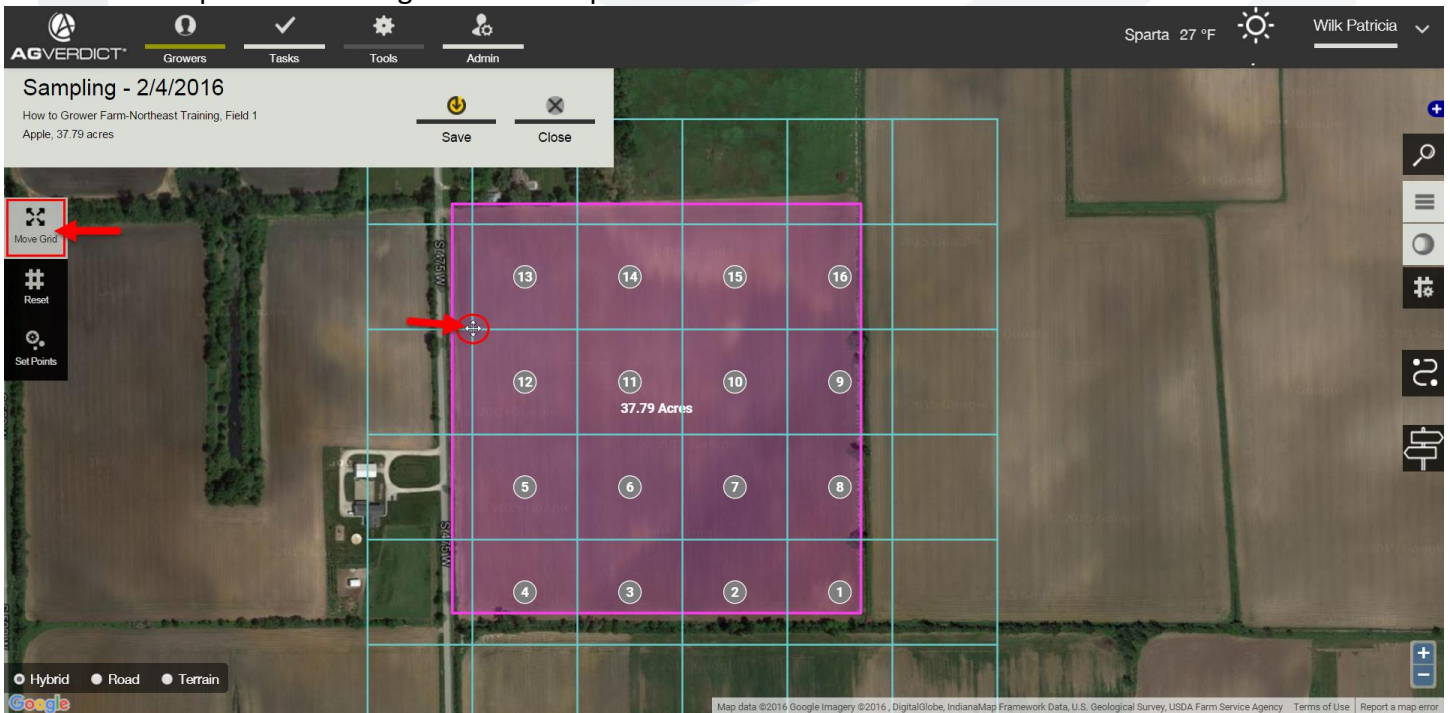 AGVERDICT®
Growers
Tasks
Tools
Admin
Sparta 27 °F
Wilk Patricia
Sampling - 2/4/2016
How to Grower Farm-Northeast Training, Field 1
Apple, 37.79 acres
Save
Close
Move Grid
Reset
Set Points
S 475 W
13 14 15 16
12 11 10 9
37.79 Acres
5 6 7 8
S 475 W
4 3 2 1
Hybrid Road Terrain
Google
Map data ©2016 Google Imagery ©2016 , DigitalGlobe, IndianaMap Framework Data, U.S. Geological Survey, USDA Farm Service Agency Terms of Use Report a map error